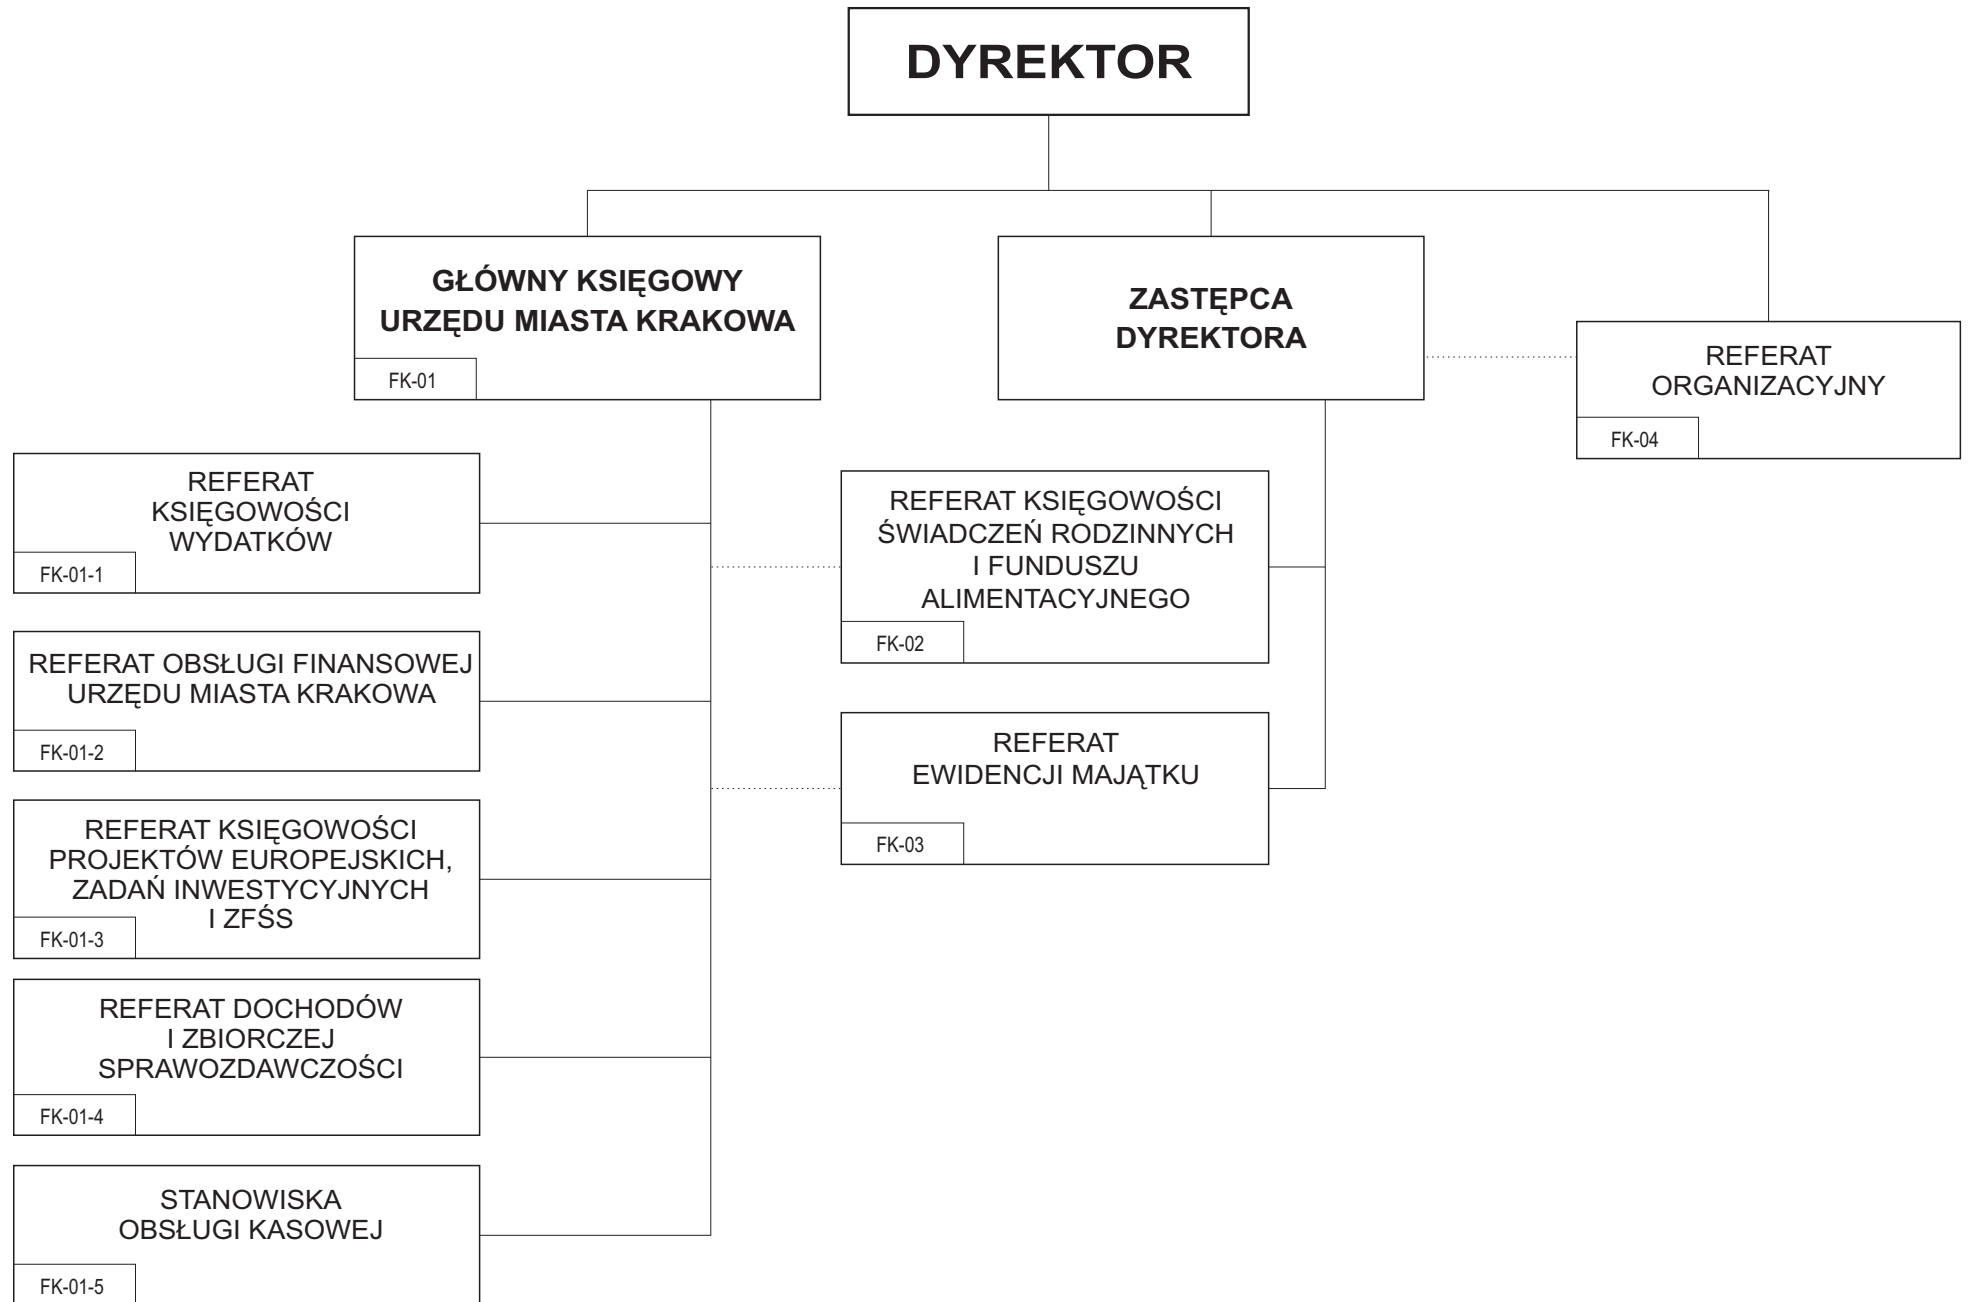 DYREKTOR
GŁÓWNY KSIĘGOWY
URZĘDU MIASTA KRAKOWA
FK-01
ZASTĘPCA
DYREKTORA
REFERAT
ORGANIZACYJNY
FK-04
REFERAT
KSIĘGOWOŚCI
WYDATKÓW
FK-01-1
REFERAT OBSŁUGI FINANSOWEJ
URZĘDU MIASTA KRAKOWA
FK-01-2
REFERAT KSIĘGOWOŚCI
PROJEKTÓW EUROPEJSKICH,
ZADAŃ INWESTYCYJNYCH
I ZFŚS
FK-01-3
REFERAT DOCHODÓW
I ZBIORCZEJ
SPRAWOZDAWCZOŚCI
FK-01-4
STANOWISKA
OBSŁUGI KASOWEJ
FK-01-5
REFERAT KSIĘGOWOŚCI
ŚWIADCZEŃ RODZINNYCH
I FUNDUSZU
ALIMENTACYJNEGO
FK-02
REFERAT
EWIDENCJI MAJĄTKU
FK-03